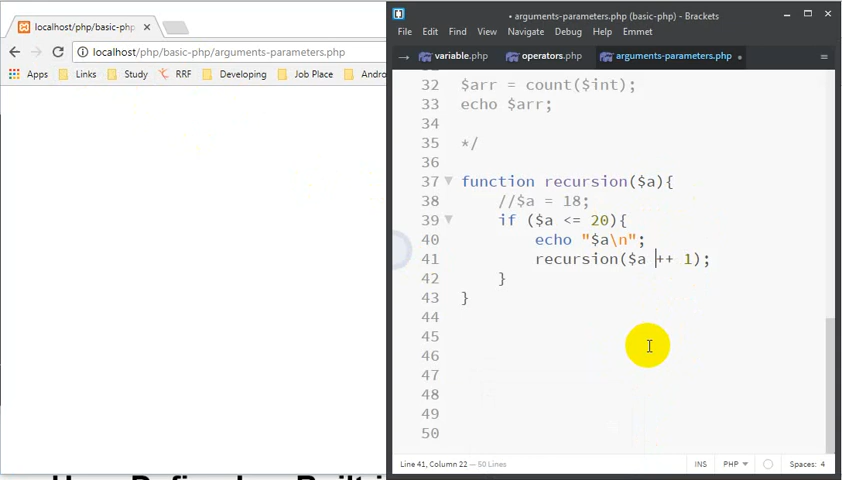 localhost/php/basic-php/
localhost/php/basic-php/arguments-parameters.php
Apps Links Skype RRF Developing Job Place Andro
• arguments-parameters.php (basic-php) - Brackets
File Edit Find View Navigate Debug Help Emmet
variable.php operators.php arguments-parameters.php
32 $arr = count($int);
33 echo $arr;
34
35 */
36
37 function recursion($a){
38 //$a = 18;
39 if ($a <= 20){
40 echo "$a\n";
41 recursion($a ++ 1);
42 }
43 }
44
45
46
47
48
49
50
Line 41, Column 22 — 50 Lines INS PHP Spaces: 4